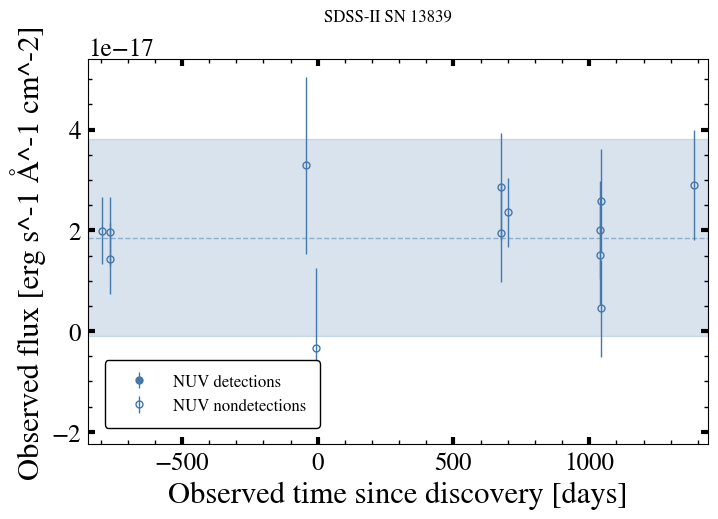 SDSS-II SN 13839
1e−17
Observed flux [erg s^-1 Å^-1 cm^-2]
4
2
0
−2
NUV detections
NUV nondetections
−500 0 500 1000
Observed time since discovery [days]